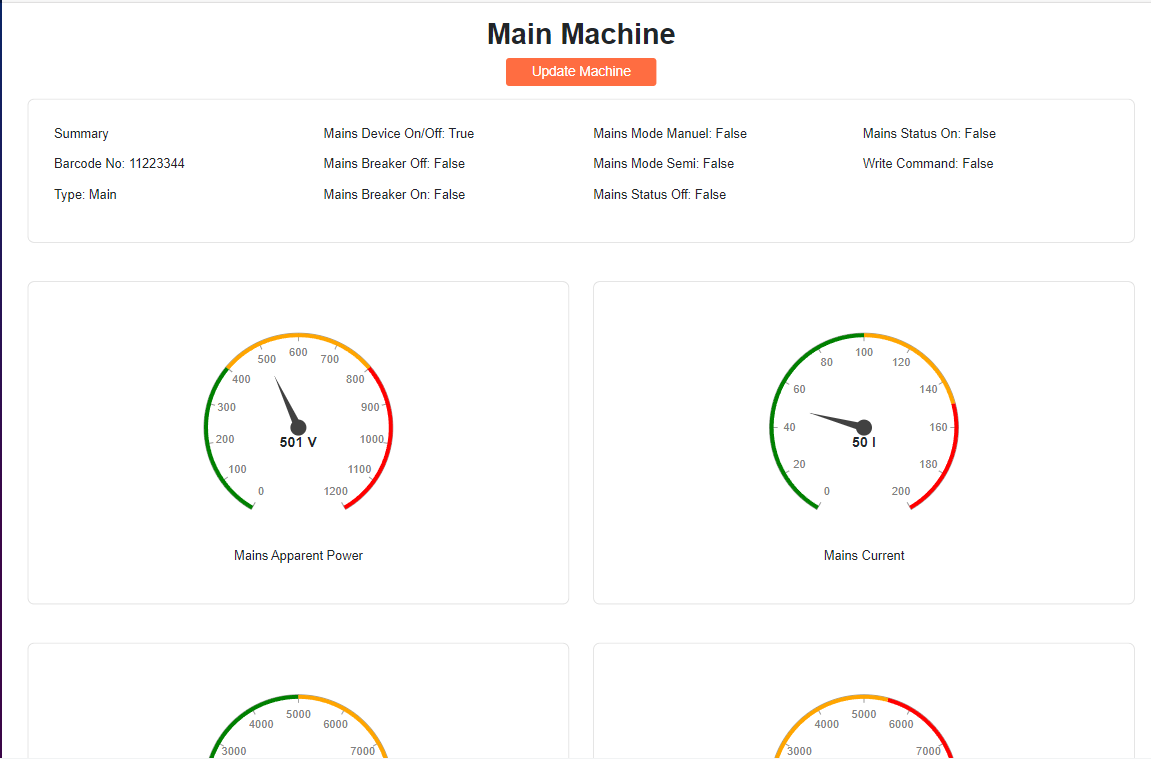 Main Machine
Update Machine
Summary
Barcode No: 11223344
Type: Main
Mains Device On/Off: True
Mains Breaker Off: False
Mains Breaker On: False
Mains Mode Manuel: False
Mains Mode Semi: False
Mains Status Off: False
Mains Status On: False
Write Command: False
0
100
200
300
400
500
600
700
800
900
1000
1100
1200
501 V
Mains Apparent Power
0
20
40
60
80
100
120
140
160
180
200
50 I
Mains Current
3000
4000
5000
6000
7000
3000
4000
5000
6000
7000